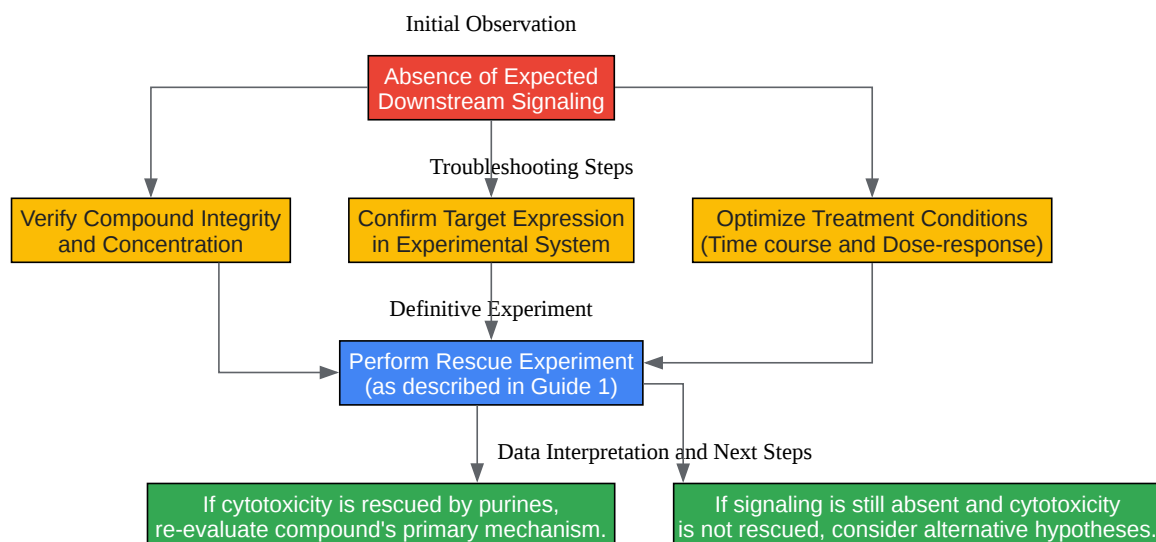 Initial Observation
Absence of Expected
Downstream Signaling
Troubleshooting Steps
Verify Compound Integrity
and Concentration
Confirm Target Expression
in Experimental System
Optimize Treatment Conditions
(Time course and Dose-response)
Definitive Experiment
Perform Rescue Experiment
(as described in Guide 1)
Data Interpretation and Next Steps
If cytotoxicity is rescued by purines,
re-evaluate compound's primary mechanism.
If signaling is still absent and cytotoxicity
is not rescued, consider alternative hypotheses.